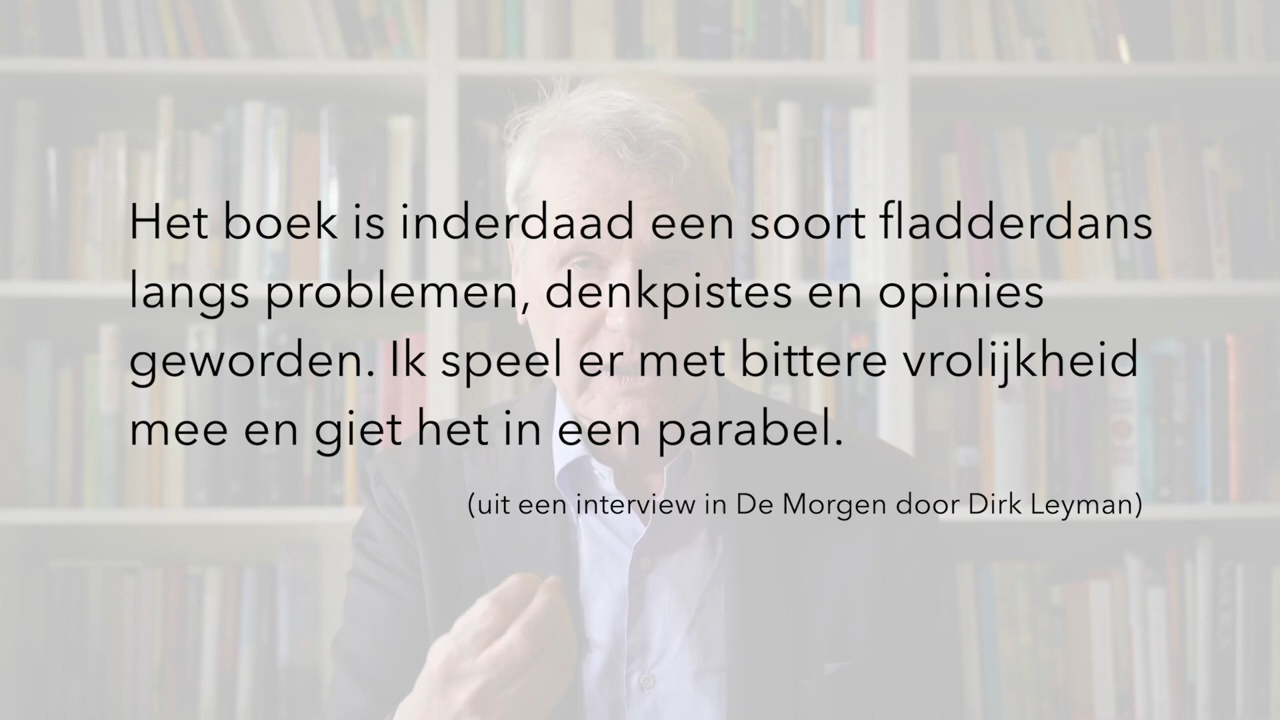 Het boek is inderdaad een soort fladderdans
langs problemen, denkpistes en opinies
geworden. Ik speel er met bittere vrolijkheid
mee en giet het in een parabel.
(uit een interview in De Morgen door Dirk Leyman)